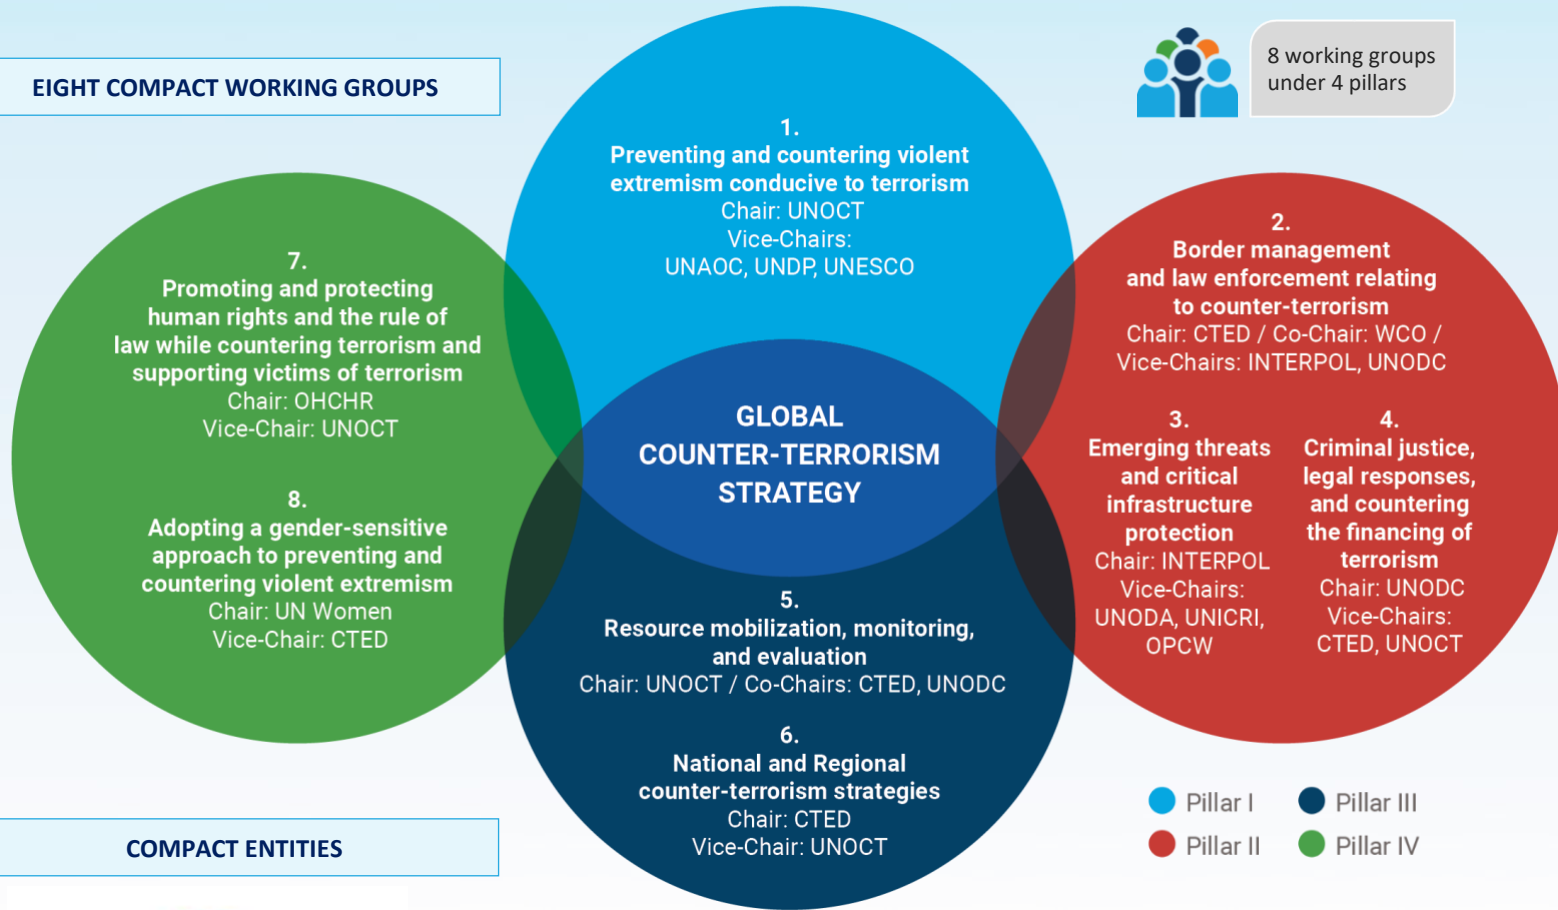 EIGHT COMPACT WORKING GROUPS
8 working groups
under 4 pillars
1.
Preventing and countering violent
extremism conducive to terrorism
Chair: UNOCT
Vice-Chairs:
UNAOC, UNDP, UNESCO
7.
Promoting and protecting
human rights and the rule of
law while countering terrorism and
supporting victims of terrorism
Chair: OHCHR
Vice-Chair: UNOCT
8.
Adopting a gender-sensitive
approach to preventing and
countering violent extremism
Chair: UN Women
Vice-Chair: CTED
GLOBAL
COUNTER-TERRORISM
STRATEGY
2.
Border management
and law enforcement relating
to counter-terrorism
Chair: CTED / Co-Chair: WCO /
Vice-Chairs: INTERPOL, UNODC
3.
Emerging threats
and critical
infrastructure
protection
Chair: INTERPOL
Vice-Chairs:
UNODA, UNICRI,
OPCW
4.
Criminal justice,
legal responses,
and countering
the financing of
terrorism
Chair: UNODC
Vice-Chairs:
CTED, UNOCT
5.
Resource mobilization, monitoring,
and evaluation
Chair: UNOCT / Co-Chairs: CTED, UNODC
6.
National and Regional
counter-terrorism strategies
Chair: CTED
Vice-Chair: UNOCT
Pillar I
Pillar III
Pillar II
Pillar IV
COMPACT ENTITIES